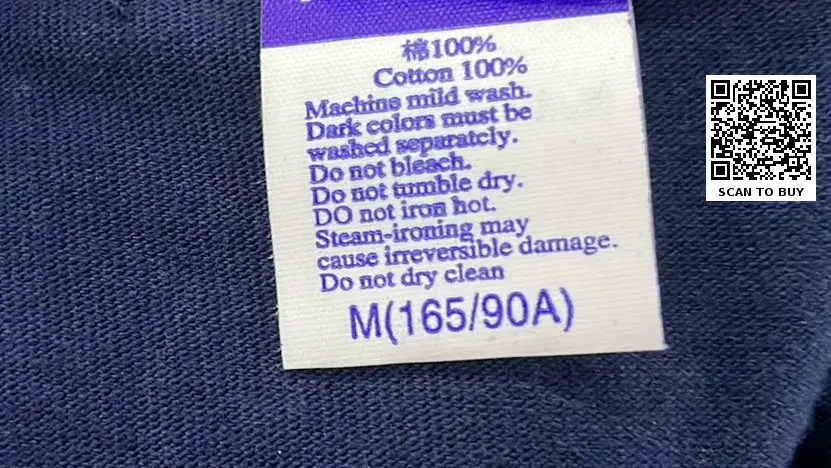 棉100%
Cotton 100%
Machine mild wash.
Dark colors must be
washed separately.
Do not bleach.
Do not tumble dry.
DO not iron hot.
Steam-ironing may
cause irreversible damage.
Do not dry clean
M(165/90A)
SCAN TO BUY